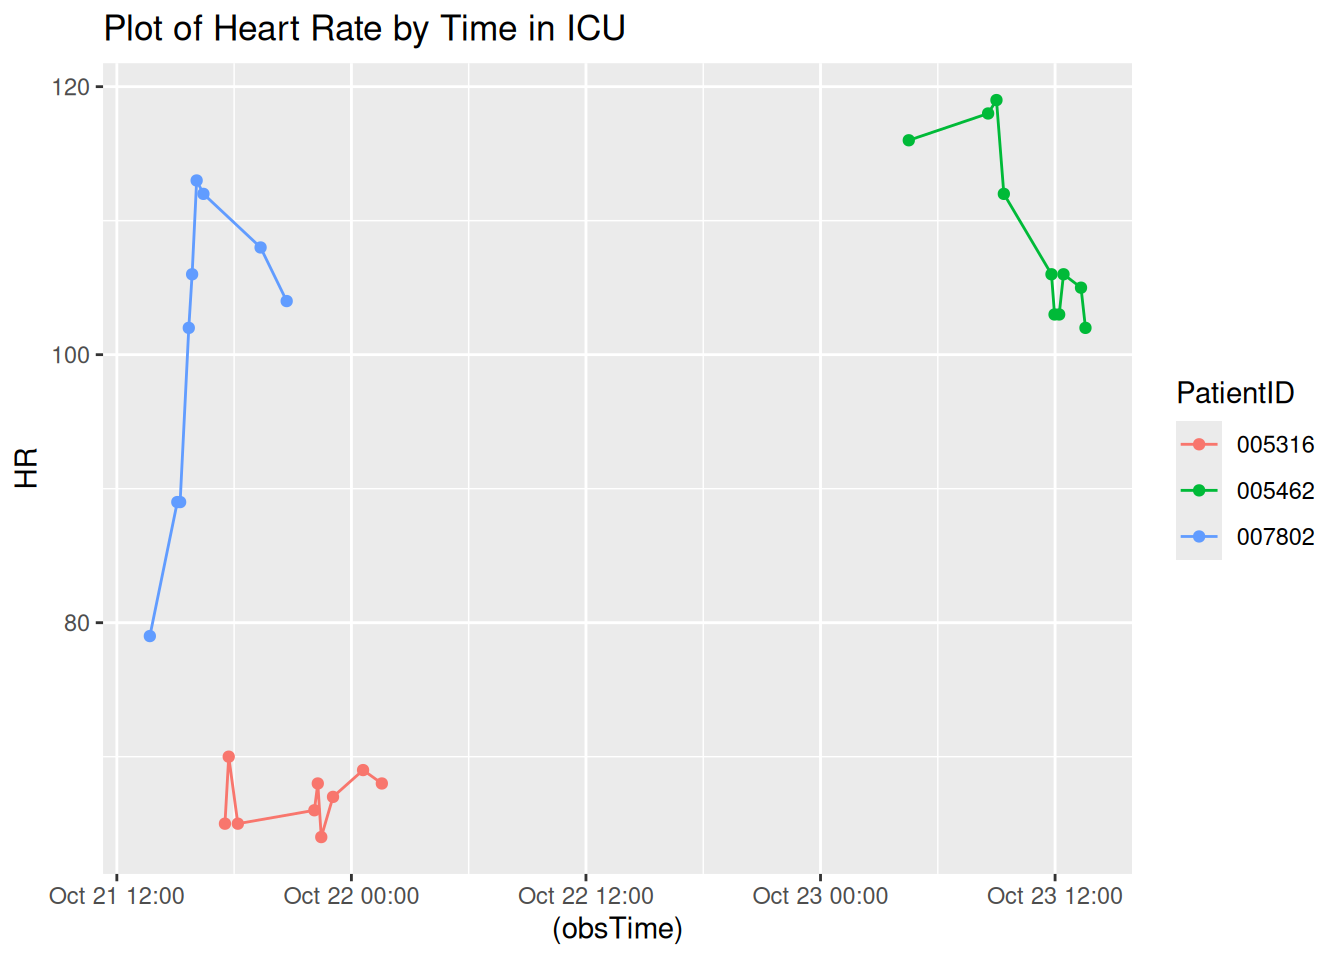 Plot of Heart Rate by Time in ICU
120
100
80
HR
Oct 21 12:00
Oct 22 00:00
Oct 22 12:00
Oct 23 00:00
Oct 23 12:00
(obsTime)
PatientID
005316
005462
007802